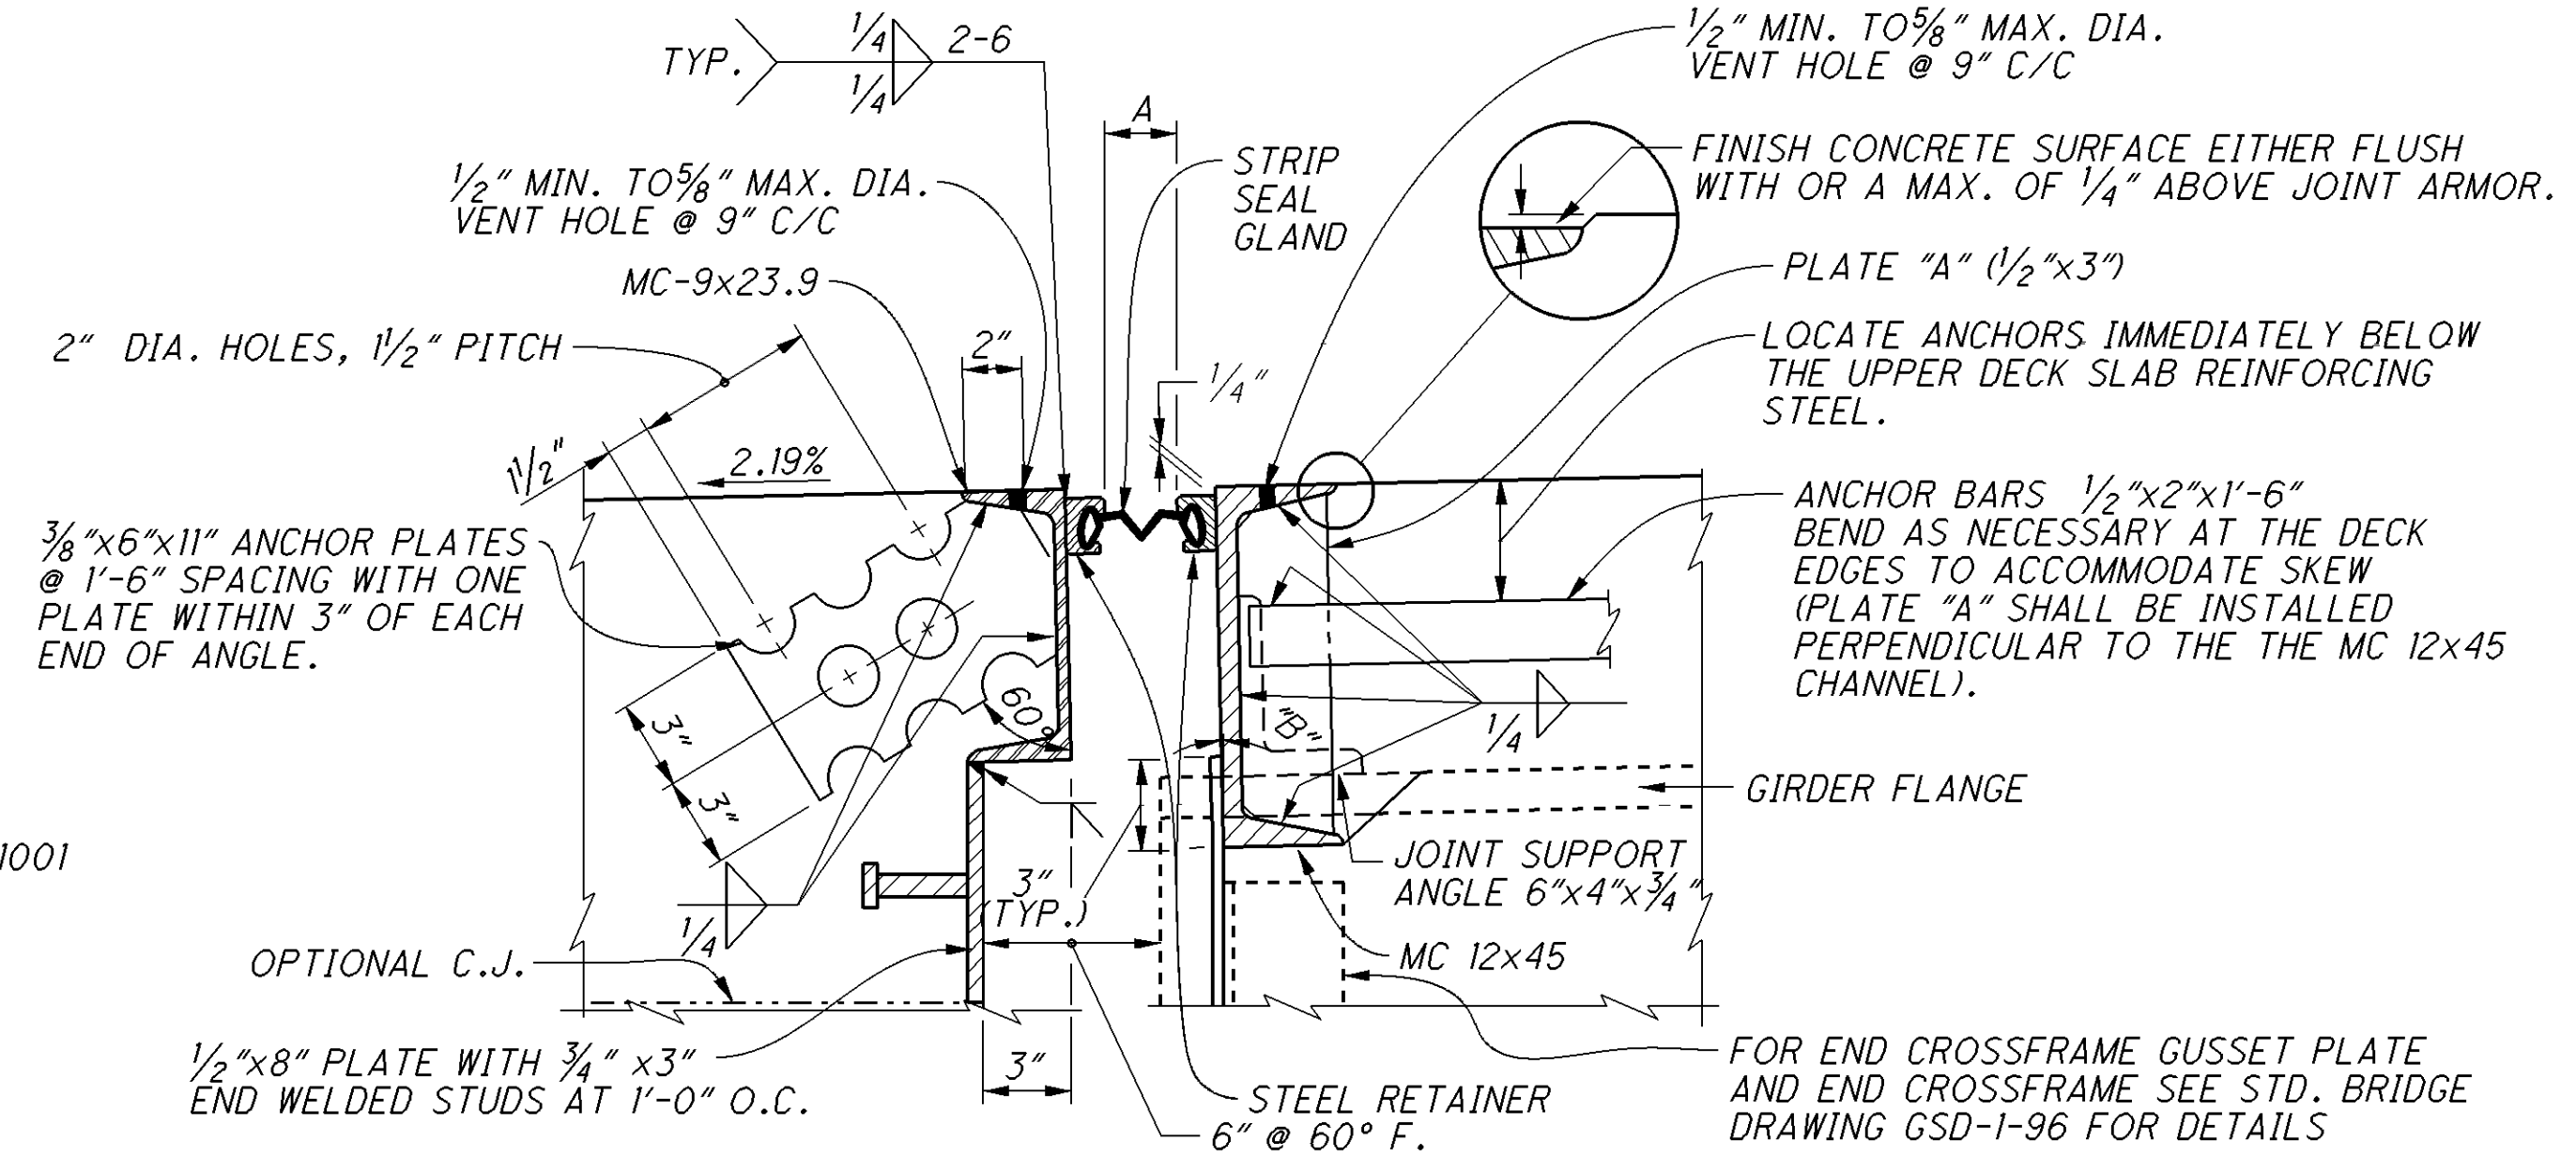 TYP.
1/4
1/4
2-6
A
1/2" MIN. TO 5/8" MAX. DIA.
VENT HOLE @ 9" C/C
1/2" MIN. TO 5/8" MAX. DIA.
VENT HOLE @ 9" C/C
STRIP
SEAL
GLAND
FINISH CONCRETE SURFACE EITHER FLUSH
WITH OR A MAX. OF 1/4" ABOVE JOINT ARMOR.
MC-9x23.9
PLATE "A" (1/2"x3")
2" DIA. HOLES, 1 1/2" PITCH
2"
1/4"
LOCATE ANCHORS IMMEDIATELY BELOW
THE UPPER DECK SLAB REINFORCING
STEEL.
1 1/2"
2.19%
3/8"x6"x11" ANCHOR PLATES
@ 1'-6" SPACING WITH ONE
PLATE WITHIN 3" OF EACH
END OF ANGLE.
ANCHOR BARS 1/2"x2"x1'-6"
BEND AS NECESSARY AT THE DECK
EDGES TO ACCOMMODATE SKEW
(PLATE "A" SHALL BE INSTALLED
PERPENDICULAR TO THE THE MC 12x45
CHANNEL).
60°
"B"
1/4
3"
3"
GIRDER FLANGE
1001
JOINT SUPPORT
ANGLE 6"x4"x3/4"
3"
(TYP.)
1/4
OPTIONAL C.J.
MC 12x45
1/2"x8" PLATE WITH 3/4" x3"
END WELDED STUDS AT 1'-0" O.C.
3"
STEEL RETAINER
6" @ 60° F.
FOR END CROSSFRAME GUSSET PLATE
AND END CROSSFRAME SEE STD. BRIDGE
DRAWING GSD-1-96 FOR DETAILS